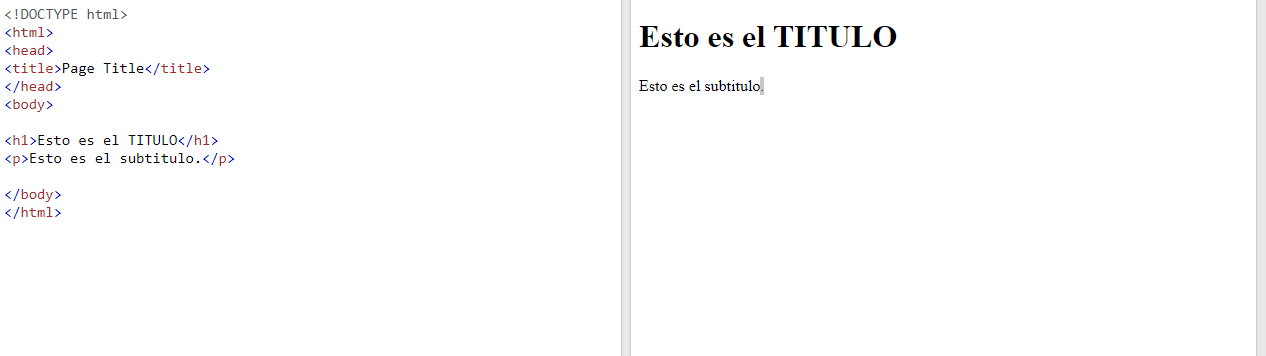 <!DOCTYPE html>
<html>
<head>
<title>Page Title</title>
</head>
<body>
<h1>Esto es el TITULO</h1>
<p>Esto es el subtitulo.</p>
</body>
</html>
Esto es el TITULO
Esto es el subtitulo.